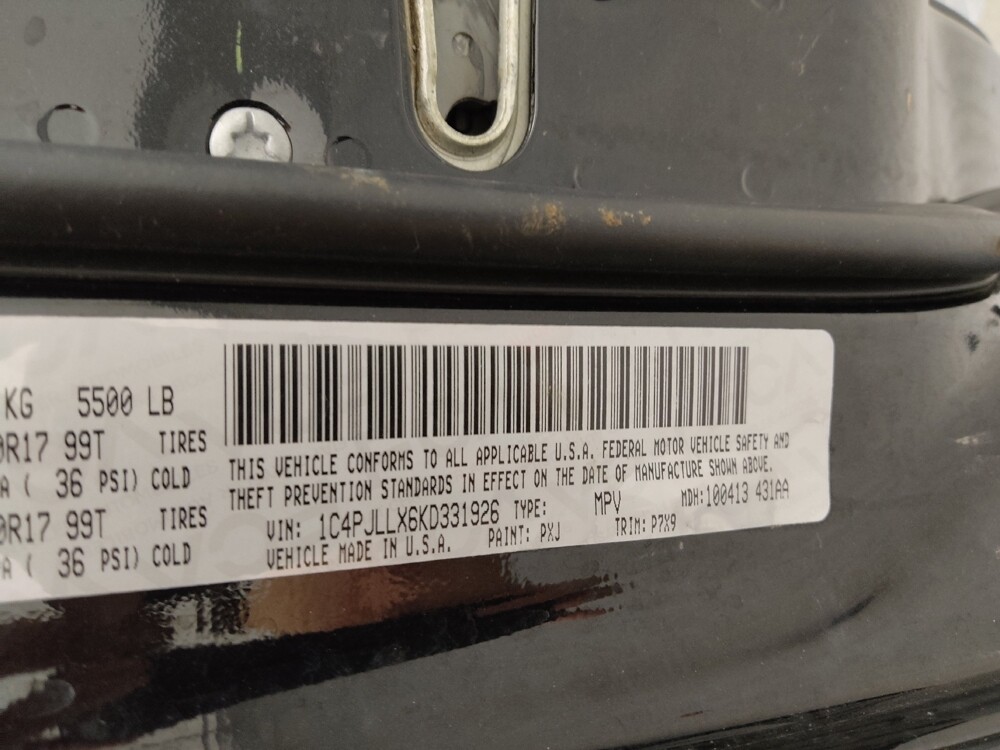 KG 5500 LB
0R17 99T TIRES
A ( 36 PSI) COLD
0R17 99T TIRES
A ( 36 PSI) COLD
THIS VEHICLE CONFORMS TO ALL APPLICABLE U.S.A. FEDERAL MOTOR VEHICLE SAFETY AND
THEFT PREVENTION STANDARDS IN EFFECT ON THE DATE OF MANUFACTURE SHOWN ABOVE.
VIN: 1C4PJLLX6KD331926 TYPE: MPV MDH:100413 431AA
VEHICLE MADE IN U.S.A. PAINT: PXJ TRIM: P7X9